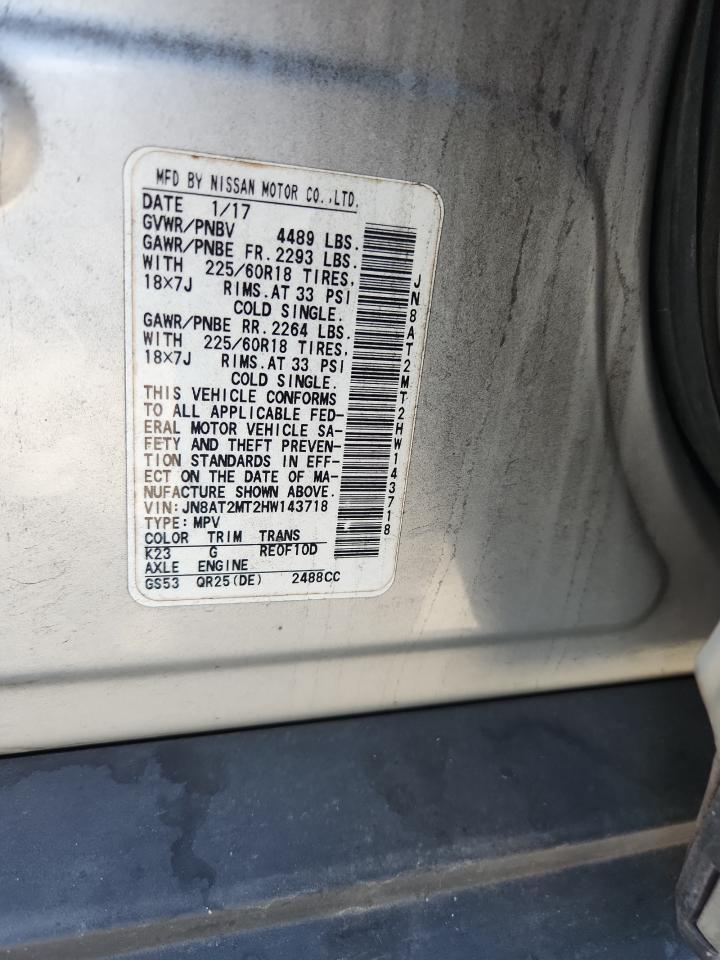 MFD BY NISSAN MOTOR CO.,LTD.
DATE 1/17
GVWR/PNBV 4489 LBS.
GAWR/PNBE FR. 2293 LBS.
WITH 225/60R18 TIRES,
18×7J RIMS.AT 33 PSI
COLD SINGLE.
GAWR/PNBE RR. 2264 LBS.
WITH 225/60R18 TIRES,
18×7J RIMS.AT 33 PSI
COLD SINGLE.
THIS VEHICLE CONFORMS
TO ALL APPLICABLE FED-
ERAL MOTOR VEHICLE SA-
FETY AND THEFT PREVEN-
TION STANDARDS IN EFF-
ECT ON THE DATE OF MA-
NUFACTURE SHOWN ABOVE.
VIN: JN8AT2MT2HW143718
TYPE: MPV
COLOR TRIM TRANS
K23 G RE0F10D
AXLE ENGINE
GS53 QR25(DE) 2488CC
JN8AT2MT2HW143718